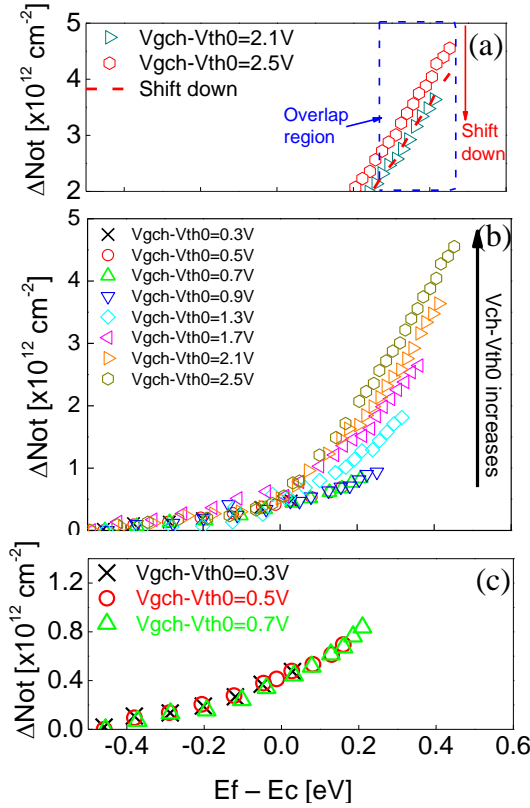 5
4
3
2
ΔNot [x10¹² cm⁻²]
(a)
Vgch-Vth0=2.1V
Vgch-Vth0=2.5V
Shift down
Overlap
region
Shift
down
5
4
3
2
1
0
ΔNot [x10¹² cm⁻²]
(b)
Vgch-Vth0=0.3V
Vgch-Vth0=0.5V
Vgch-Vth0=0.7V
Vgch-Vth0=0.9V
Vgch-Vth0=1.3V
Vgch-Vth0=1.7V
Vgch-Vth0=2.1V
Vgch-Vth0=2.5V
Vch-Vth0 increases
1.2
0.8
0.4
0.0
ΔNot [x10¹² cm⁻²]
(c)
Vgch-Vth0=0.3V
Vgch-Vth0=0.5V
Vgch-Vth0=0.7V
-0.4 -0.2 0.0 0.2 0.4 0.6
Ef – Ec [eV]